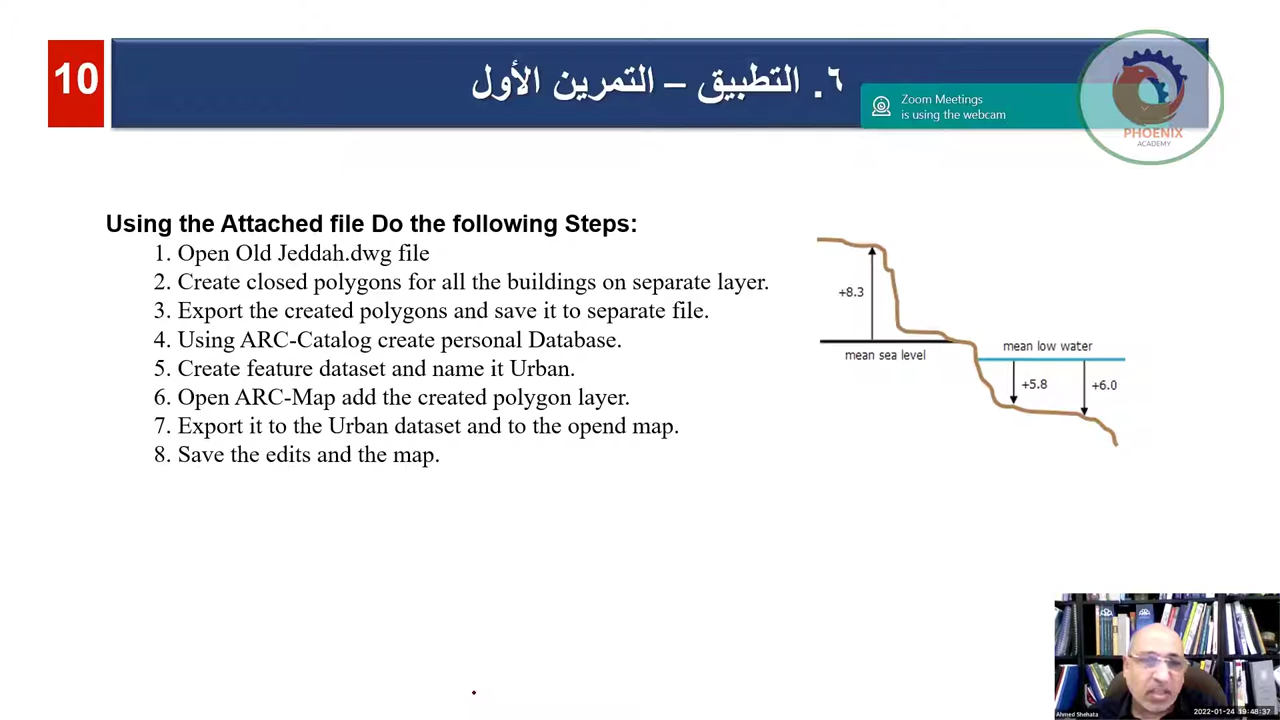 10
٦. التطبيق – التمرين الأول
Zoom Meetings
is using the webcam
PHOENIX
ACADEMY
Using the Attached file Do the following Steps:
1. Open Old Jeddah.dwg file
2. Create closed polygons for all the buildings on separate layer.
3. Export the created polygons and save it to separate file.
4. Using ARC-Catalog create personal Database.
5. Create feature dataset and name it Urban.
6. Open ARC-Map add the created polygon layer.
7. Export it to the Urban dataset and to the opend map.
8. Save the edits and the map.
+8.3
mean sea level
mean low water
+5.8
+6.0
Ahmed Shehata
2022-01-24 19:48:37